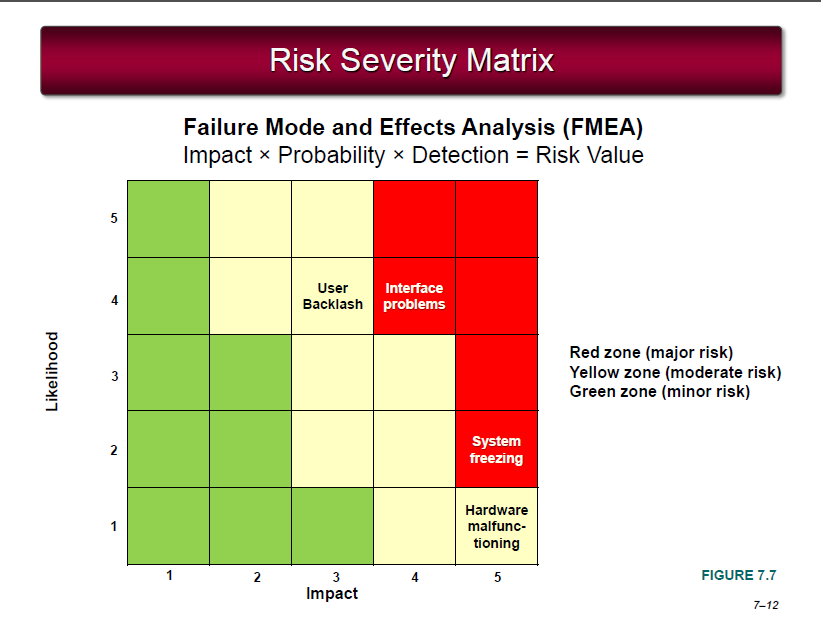 Risk Severity Matrix
Failure Mode and Effects Analysis (FMEA)
Impact × Probability × Detection = Risk Value
5
4
User
Backlash
Interface
problems
Likelihood
3
Red zone (major risk)
Yellow zone (moderate risk)
Green zone (minor risk)
2
System
freezing
1
Hardware
malfunc-
tioning
1 2 3 4 5
Impact
FIGURE 7.7
7–12